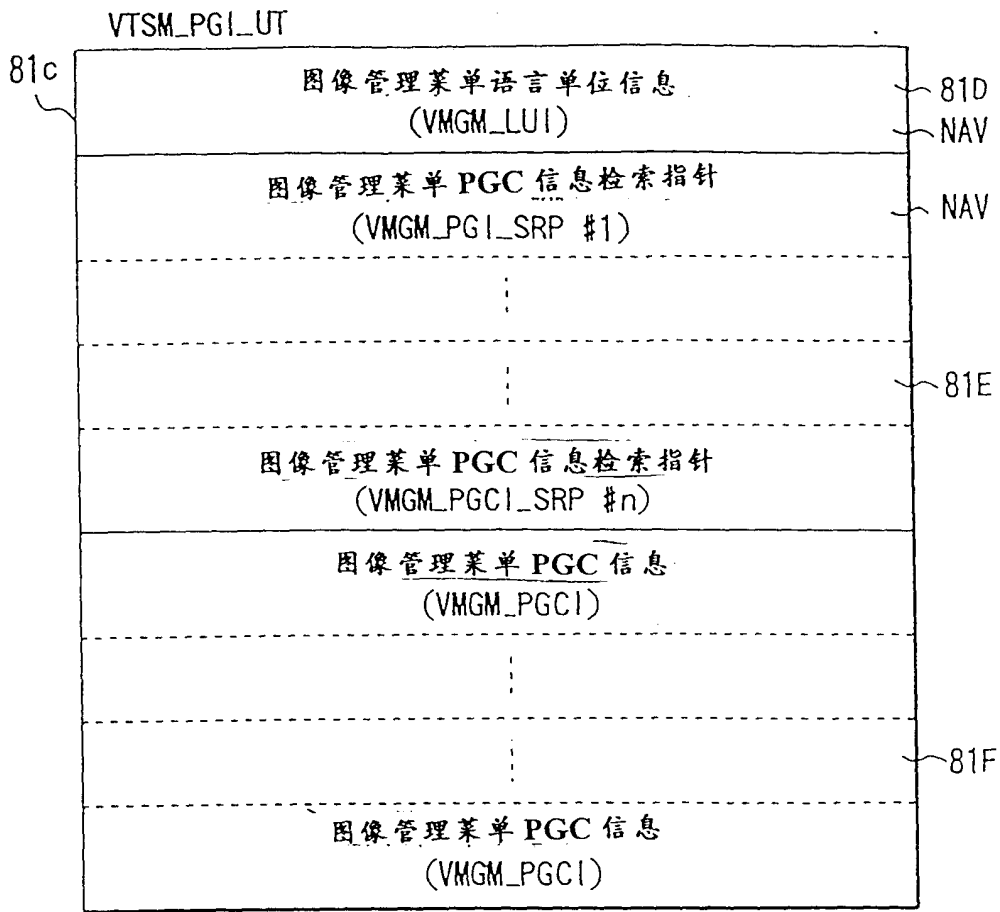 VTSM_PGI_UT
81c
图像管理菜单语言单位信息
81D
(VMGM_LUI)
NAV
图像管理菜单 PGC 信息检索指针
NAV
(VMGM_PGI_SRP #1)
81E
图像管理菜单 PGC 信息检索指针
(VMGM_PGCI_SRP #n)
图像管理菜单 PGC 信息
(VMGM_PGCI)
81F
图像管理菜单 PGC 信息
(VMGM_PGCI)